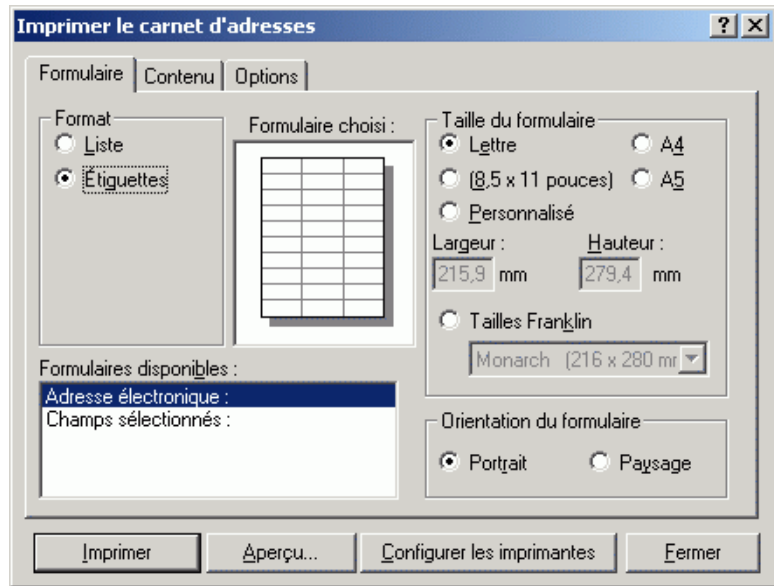 Imprimer le carnet d'adresses
Formulaire Contenu Options
Format
Liste
Étiquettes
Formulaire choisi :
Taille du formulaire
Lettre A4
(8,5 x 11 pouces) A5
Personnalisé
Largeur : Hauteur :
215,9 mm 279,4 mm
Tailles Franklin
Monarch (216 x 280 mr
Formulaires disponibles :
Adresse électronique :
Champs sélectionnés :
Orientation du formulaire
Portrait Paysage
Imprimer Aperçu... Configurer les imprimantes Fermer